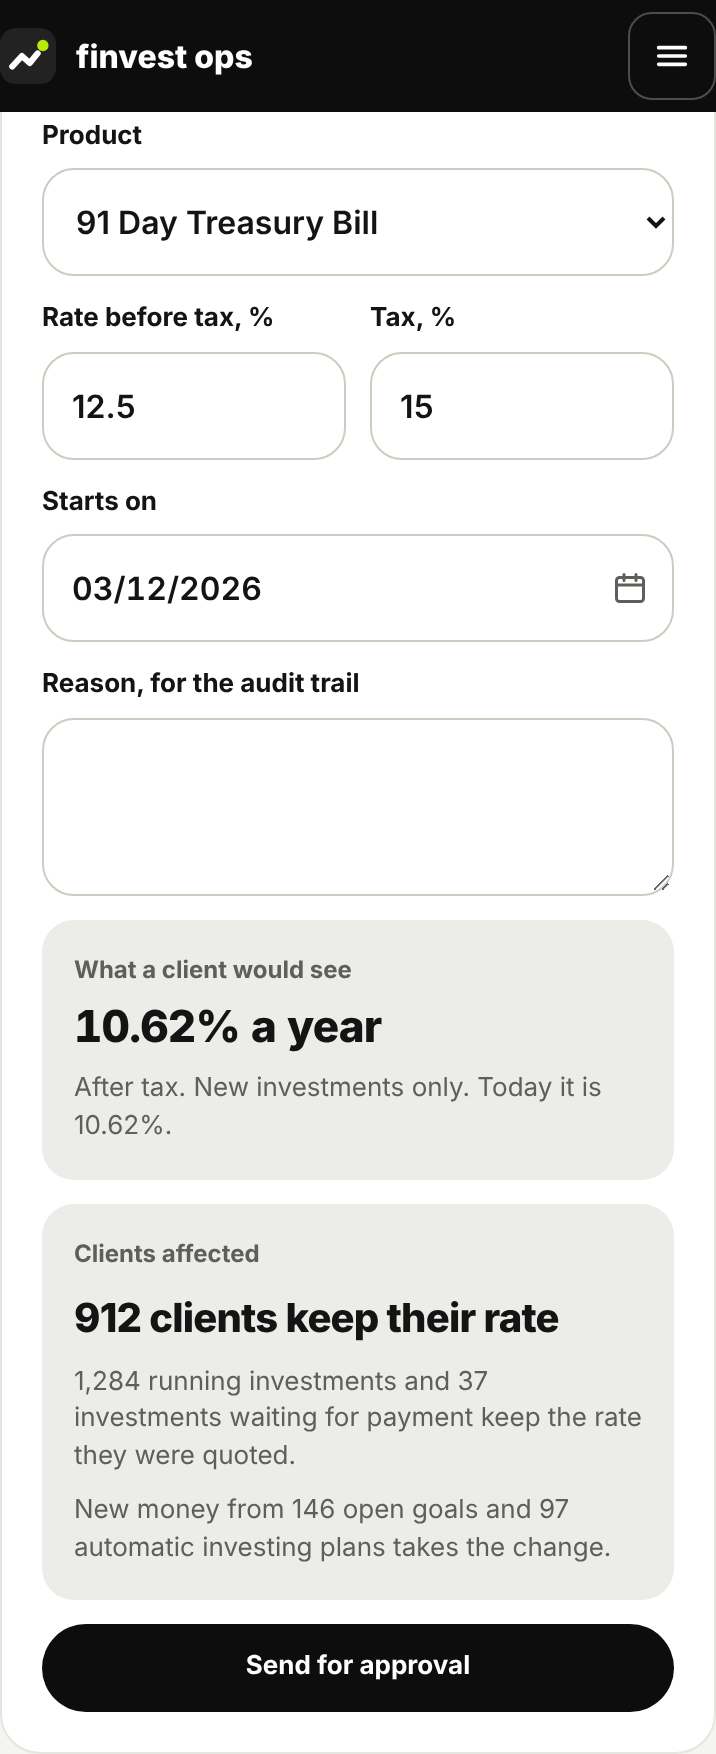 finvest ops
Product
91 Day Treasury Bill
Rate before tax, %
Tax, %
12.5
15
Starts on
03/12/2026
Reason, for the audit trail
What a client would see
10.62% a year
After tax. New investments only. Today it is
10.62%.
Clients affected
912 clients keep their rate
1,284 running investments and 37
investments waiting for payment keep the rate
they were quoted.
New money from 146 open goals and 97
automatic investing plans takes the change.
Send for approval